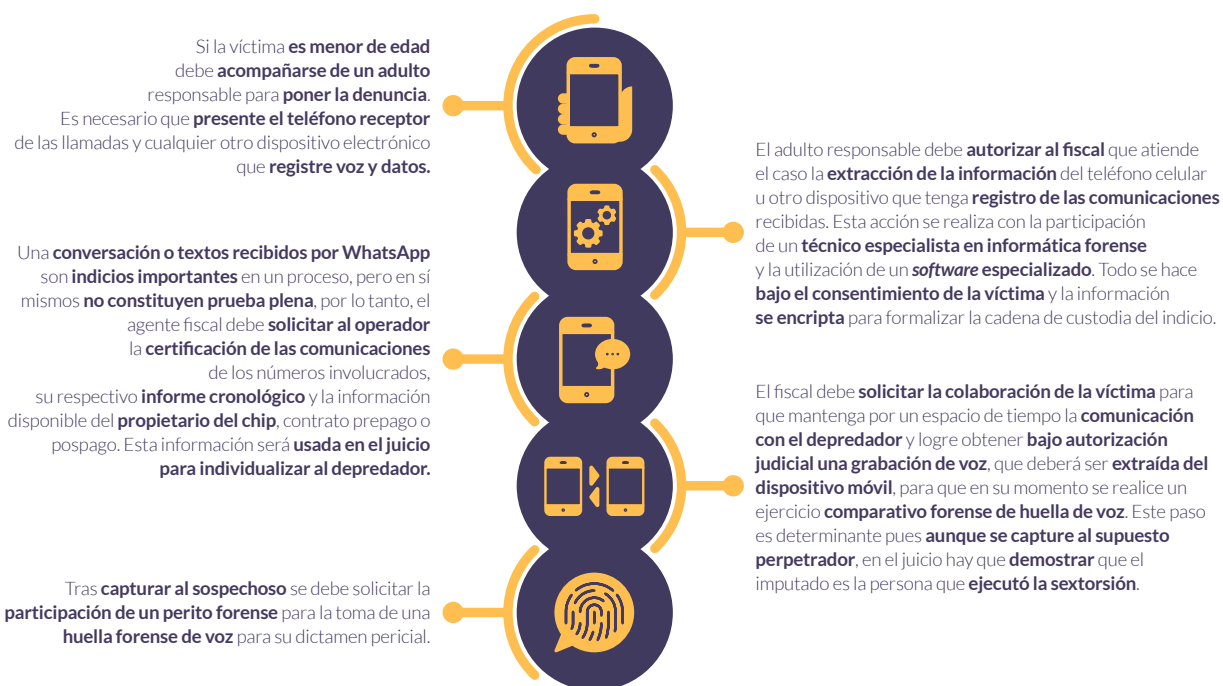 Si la víctima es menor de edad
debe acompañarse de un adulto
responsable para poner la denuncia.
Es necesario que presente el teléfono receptor
de las llamadas y cualquier otro dispositivo electrónico
que registre voz y datos.
El adulto responsable debe autorizar al fiscal que atiende
el caso la extracción de la información del teléfono celular
u otro dispositivo que tenga registro de las comunicaciones
recibidas. Esta acción se realiza con la participación
de un técnico especialista en informática forense
y la utilización de un software especializado. Todo se hace
bajo el consentimiento de la víctima y la información
se encripta para formalizar la cadena de custodia del indicio.
Una conversación o textos recibidos por WhatsApp
son indicios importantes en un proceso, pero en sí
mismos no constituyen prueba plena, por lo tanto, el
agente fiscal debe solicitar al operador
la certificación de las comunicaciones
de los números involucrados,
su respectivo informe cronológico y la información
disponible del propietario del chip, contrato prepago o
pospago. Esta información será usada en el juicio
para individualizar al depredador.
El fiscal debe solicitar la colaboración de la víctima para
que mantenga por un espacio de tiempo la comunicación
con el depredador y logre obtener bajo autorización
judicial una grabación de voz, que deberá ser extraída del
dispositivo móvil, para que en su momento se realice un
ejercicio comparativo forense de huella de voz. Este paso
es determinante pues aunque se capture al supuesto
perpetrador, en el juicio hay que demostrar que el
imputado es la persona que ejecutó la sextorsión.
Tras capturar al sospechoso se debe solicitar la
participación de un perito forense para la toma de una
huella forense de voz para su dictamen pericial.